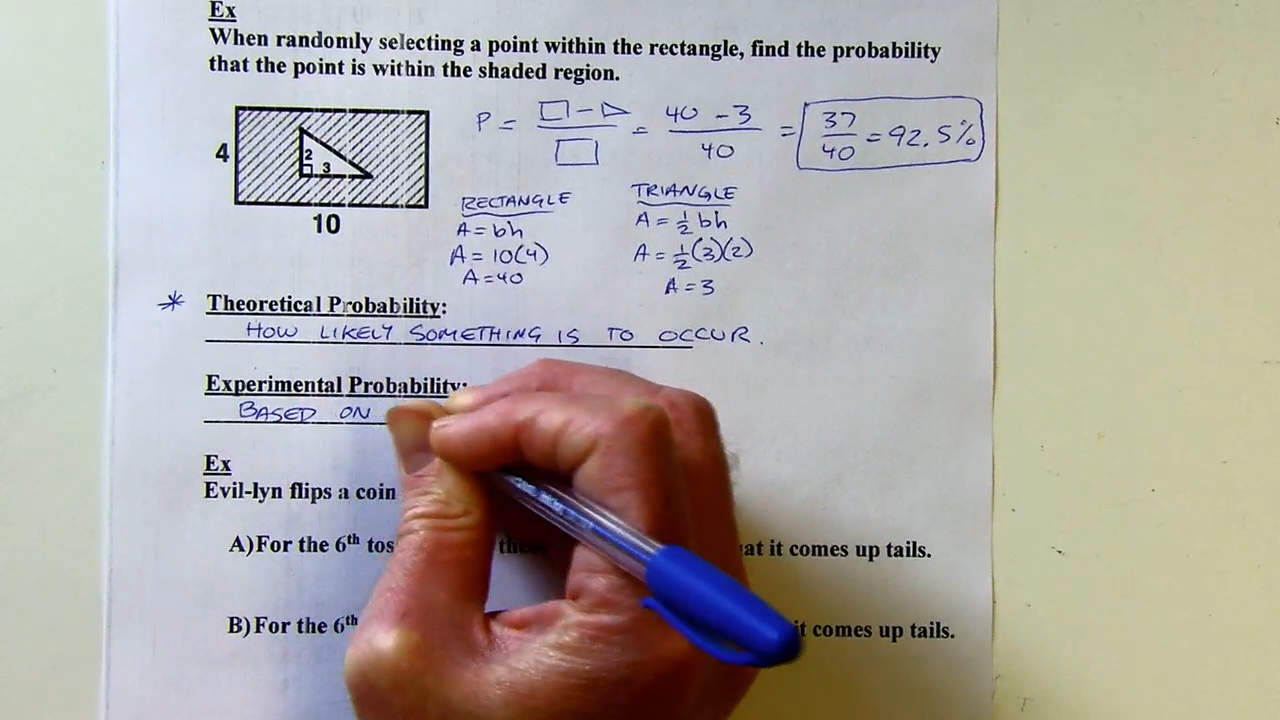 Ex
When randomly selecting a point within the rectangle, find the probability
that the point is within the shaded region.
P = □ - ◺ / □ = 40 - 3 / 40 = 37 / 40 = 92.5%
4
2
3
10
RECTANGLE
A = bh
A = 10(4)
A = 40
TRIANGLE
A = 1/2 bh
A = 1/2 (3)(2)
A = 3
* Theoretical Probability:
HOW LIKELY SOMETHING IS TO OCCUR.
Experimental Probability:
BASED ON
Ex
Evil-lyn flips a coin
A) For the 6th it comes up tails.
B) For the 6th it comes up tails.